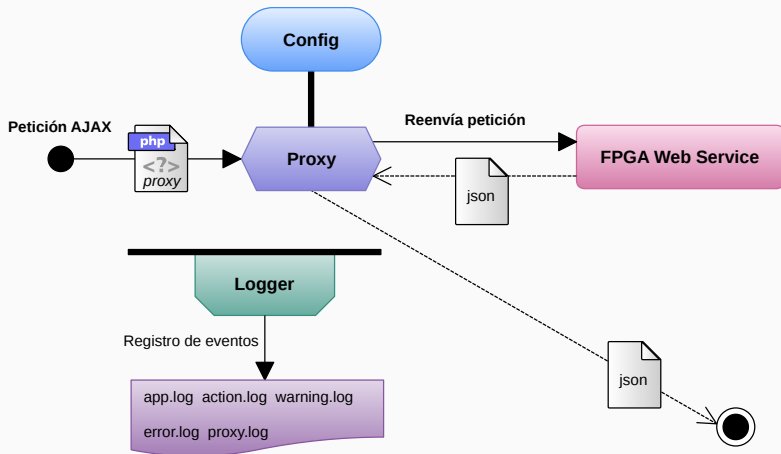 Config
Petición AJAX
php
<?>
proxy
Proxy
Reenvía petición
FPGA Web Service
json
Logger
Registro de eventos
app.log action.log warning.log
error.log proxy.log
json